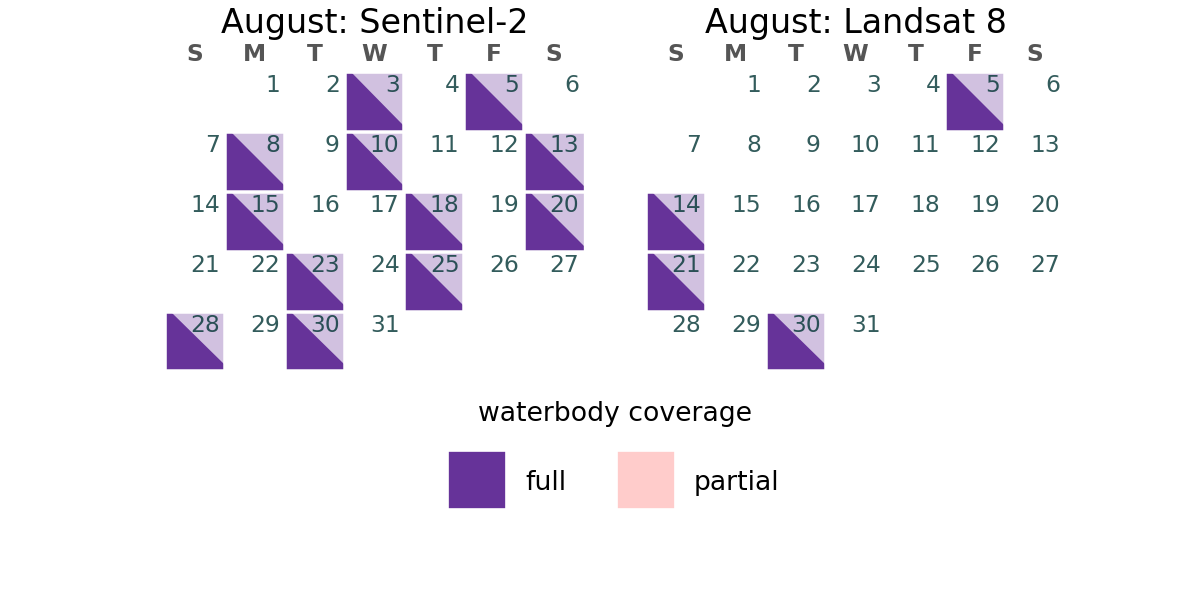 August: Sentinel-2
S M T W T F S
1 2 3 4 5 6
7 8 9 10 11 12 13
14 15 16 17 18 19 20
21 22 23 24 25 26 27
28 29 30 31
August: Landsat 8
S M T W T F S
1 2 3 4 5 6
7 8 9 10 11 12 13
14 15 16 17 18 19 20
21 22 23 24 25 26 27
28 29 30 31
waterbody coverage
full partial